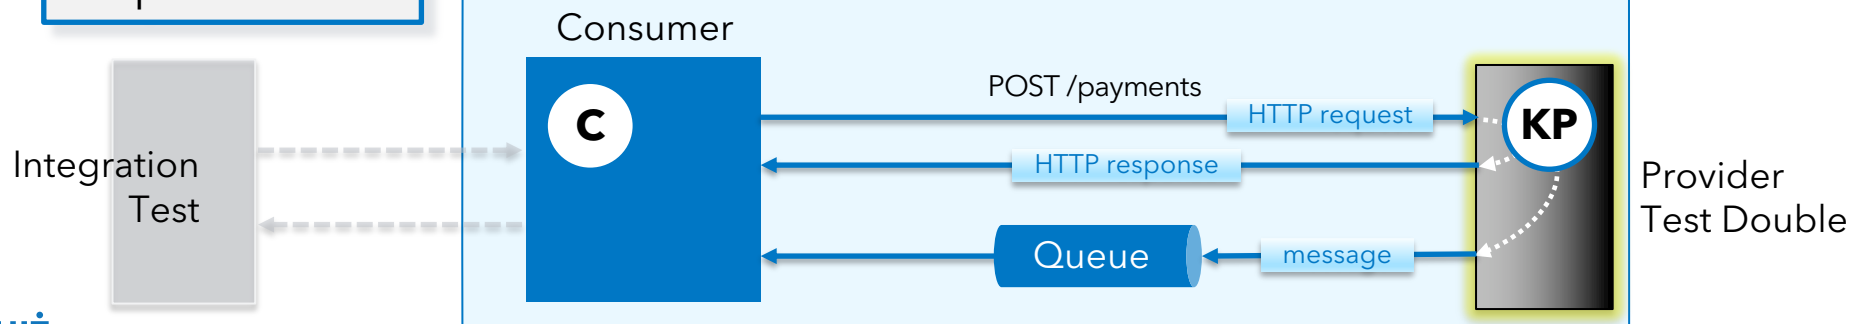 Consumer
C
POST /payments
HTTP request
KP
HTTP response
Integration
Test
Provider
Test Double
Queue
message